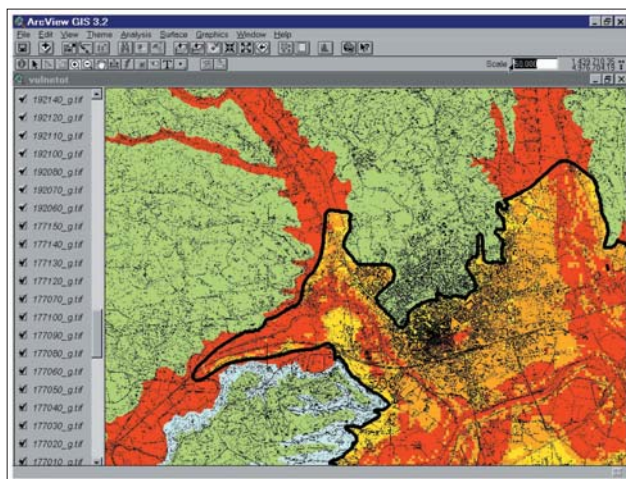 ArcView GIS 3.2
File Edit View Theme Analysis Surface Graphics Window Help
Scale
vulnetot
192140_g.tif
192120_g.tif
192110_g.tif
192100_g.tif
192080_g.tif
192070_g.tif
192060_g.tif
177150_g.tif
177140_g.tif
177130_g.tif
177120_g.tif
177070_g.tif
177100_g.tif
177090_g.tif
177080_g.tif
177060_g.tif
177050_g.tif
177040_g.tif
177030_g.tif
177020_g.tif
177010_g.tif